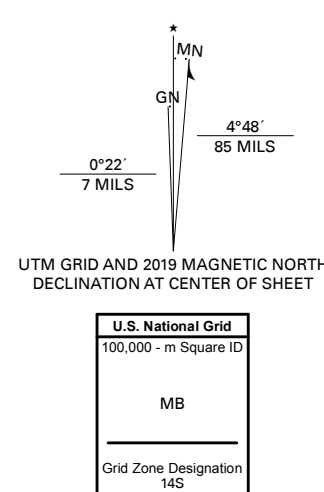 MN
GN
4°48´
85 MILS
0°22´
7 MILS
UTM GRID AND 2019 MAGNETIC NORTH
DECLINATION AT CENTER OF SHEET
U.S. National Grid
100,000 - m Square ID
MB
Grid Zone Designation
14S